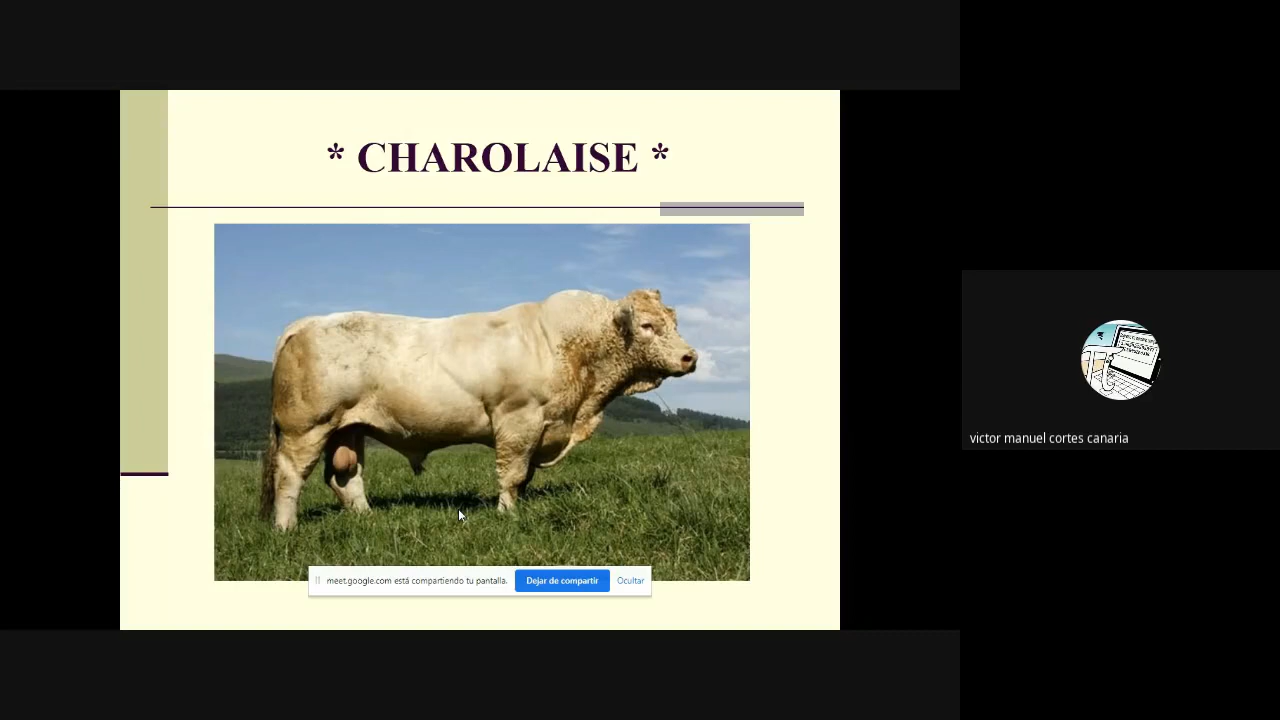 * CHAROLAISE *
meet.google.com está compartiendo tu pantalla.
Dejar de compartir
Ocultar
victor manuel cortes canaria